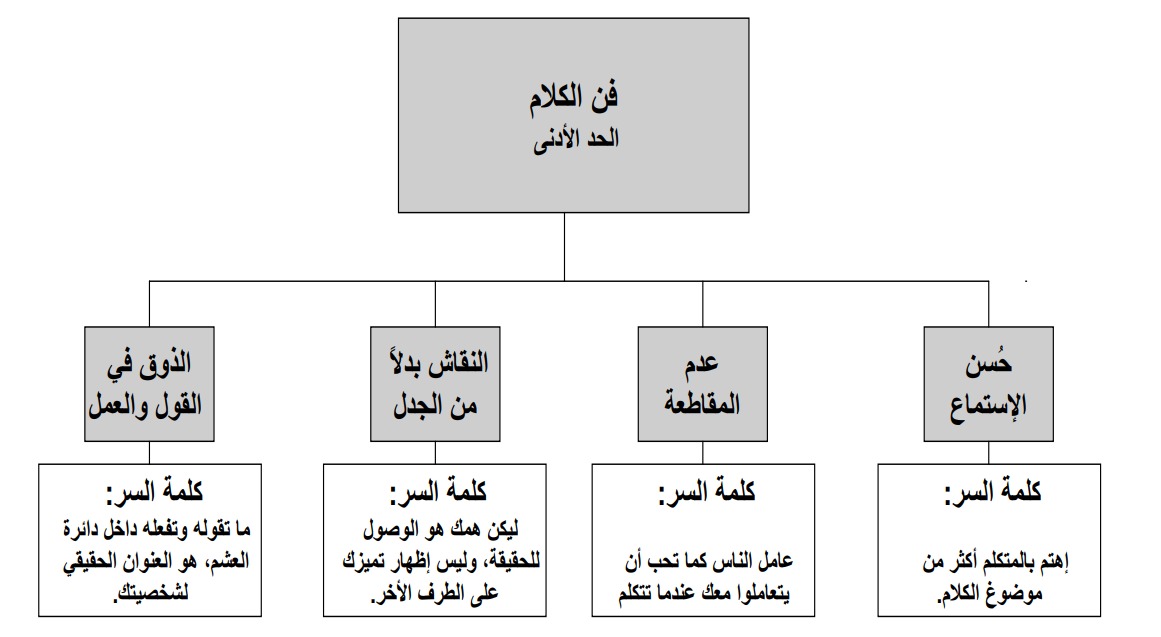 فن الكلام
الحد الأدنى
حُسن
الإستماع
كلمة السر:
إهتم بالمتكلم أكثر من
موضوغ الكلام.
عدم
المقاطعة
كلمة السر:
عامل الناس كما تحب أن
يتعاملوا معك عندما تتكلم
النقاش بدلاً
من الجدل
كلمة السر:
ليكن همك هو الوصول
للحقيقة، وليس إظهار تميزك
على الطرف الأخر.
الذوق في
القول والعمل
كلمة السر:
ما تقوله وتفعله داخل دائرة
العشم، هو العنوان الحقيقي
لشخصيتك.